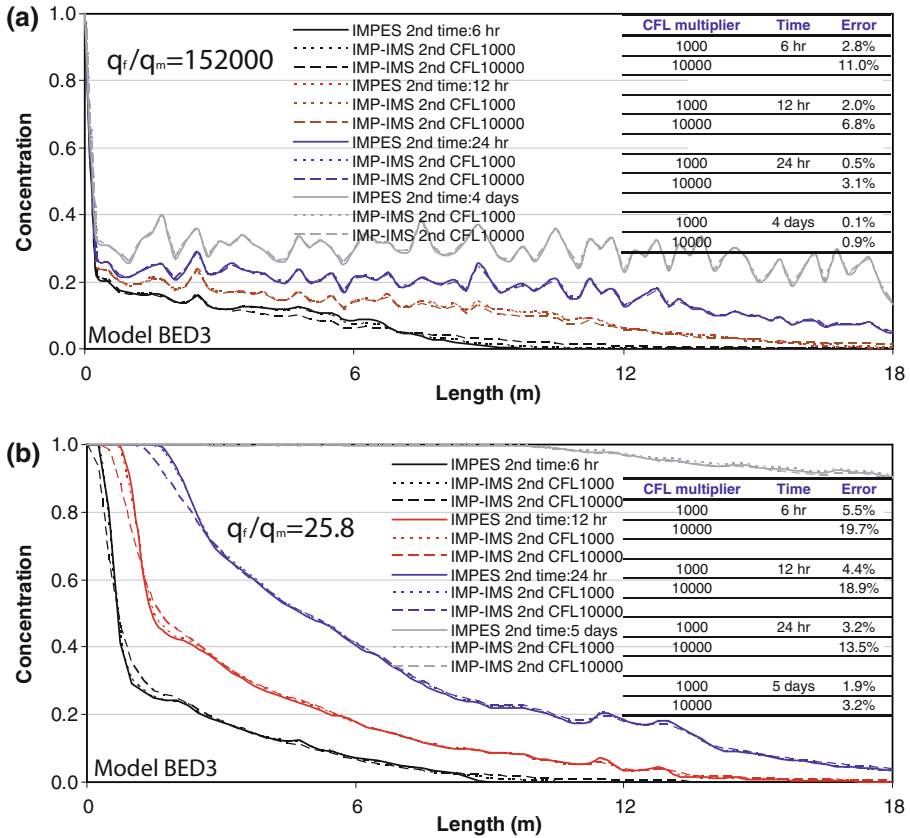 (a)
1.0
0.8
0.6
0.4
0.2
0.0
Concentration
qf/qm=152000
IMPES 2nd time:6 hr
IMP-IMS 2nd CFL1000
IMP-IMS 2nd CFL10000
IMPES 2nd time:12 hr
IMP-IMS 2nd CFL1000
IMP-IMS 2nd CFL10000
IMPES 2nd time:24 hr
IMP-IMS 2nd CFL1000
IMP-IMS 2nd CFL10000
IMPES 2nd time:4 days
IMP-IMS 2nd CFL1000
IMP-IMS 2nd CFL10000
CFL multiplier Time Error
1000 6 hr 2.8%
10000 11.0%
1000 12 hr 2.0%
10000 6.8%
1000 24 hr 0.5%
10000 3.1%
1000 4 days 0.1%
10000 0.9%
Model BED3
0 6 12 18
Length (m)
(b)
1.0
0.8
0.6
0.4
0.2
0.0
Concentration
qf/qm=25.8
IMPES 2nd time:6 hr
IMP-IMS 2nd CFL1000
IMP-IMS 2nd CFL10000
IMPES 2nd time:12 hr
IMP-IMS 2nd CFL1000
IMP-IMS 2nd CFL10000
IMPES 2nd time:24 hr
IMP-IMS 2nd CFL1000
IMP-IMS 2nd CFL10000
IMPES 2nd time:5 days
IMP-IMS 2nd CFL1000
IMP-IMS 2nd CFL10000
CFL multiplier Time Error
1000 6 hr 5.5%
10000 19.7%
1000 12 hr 4.4%
10000 18.9%
1000 24 hr 3.2%
10000 13.5%
1000 5 days 1.9%
10000 3.2%
Model BED3
0 6 12 18
Length (m)